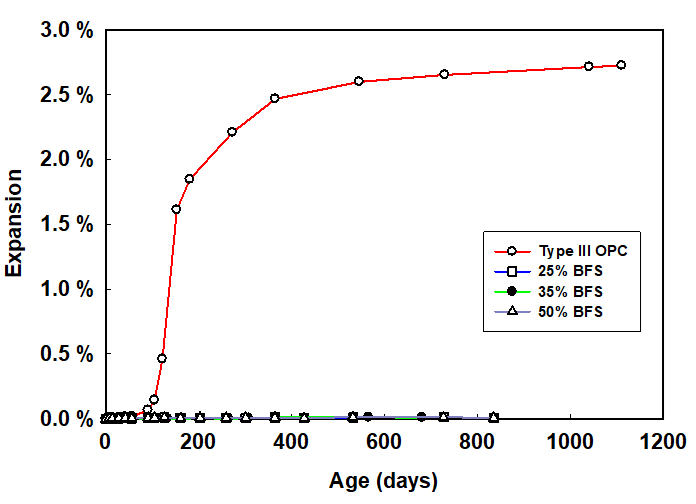 3.0 %
2.5 %
2.0 %
1.5 %
1.0 %
0.5 %
0.0 %
Expansion
0
200
400
600
800
1000
1200
Age (days)
Type III OPC
25% BFS
35% BFS
50% BFS